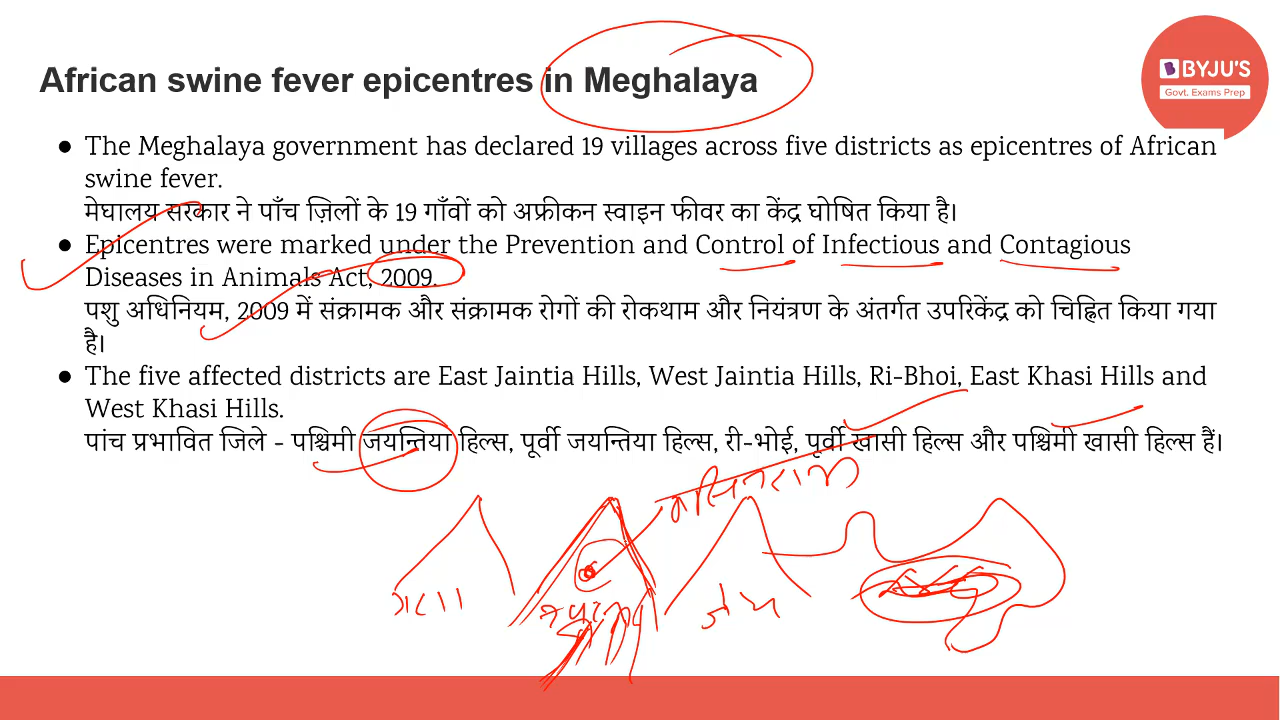 African swine fever epicentres in Meghalaya
BYJU'S
Govt. Exams Prep
● The Meghalaya government has declared 19 villages across five districts as epicentres of African
swine fever.
मेघालय सरकार ने पाँच ज़िलों के 19 गाँवों को अफ्रीकन स्वाइन फीवर का केंद्र घोषित किया है।
● Epicentres were marked under the Prevention and Control of Infectious and Contagious
Diseases in Animals Act, 2009.
पशु अधिनियम, 2009 में संक्रामक और संक्रामक रोगों की रोकथाम और नियंत्रण के अंतर्गत उपरिकेंद्र को चिह्नित किया गया
है।
● The five affected districts are East Jaintia Hills, West Jaintia Hills, Ri-Bhoi, East Khasi Hills and
West Khasi Hills.
पांच प्रभावित जिले - पश्चिमी जयन्तिया हिल्स, पूर्वी जयन्तिया हिल्स, री-भोई, पूर्वी खासी हिल्स और पश्चिमी खासी हिल्स हैं।